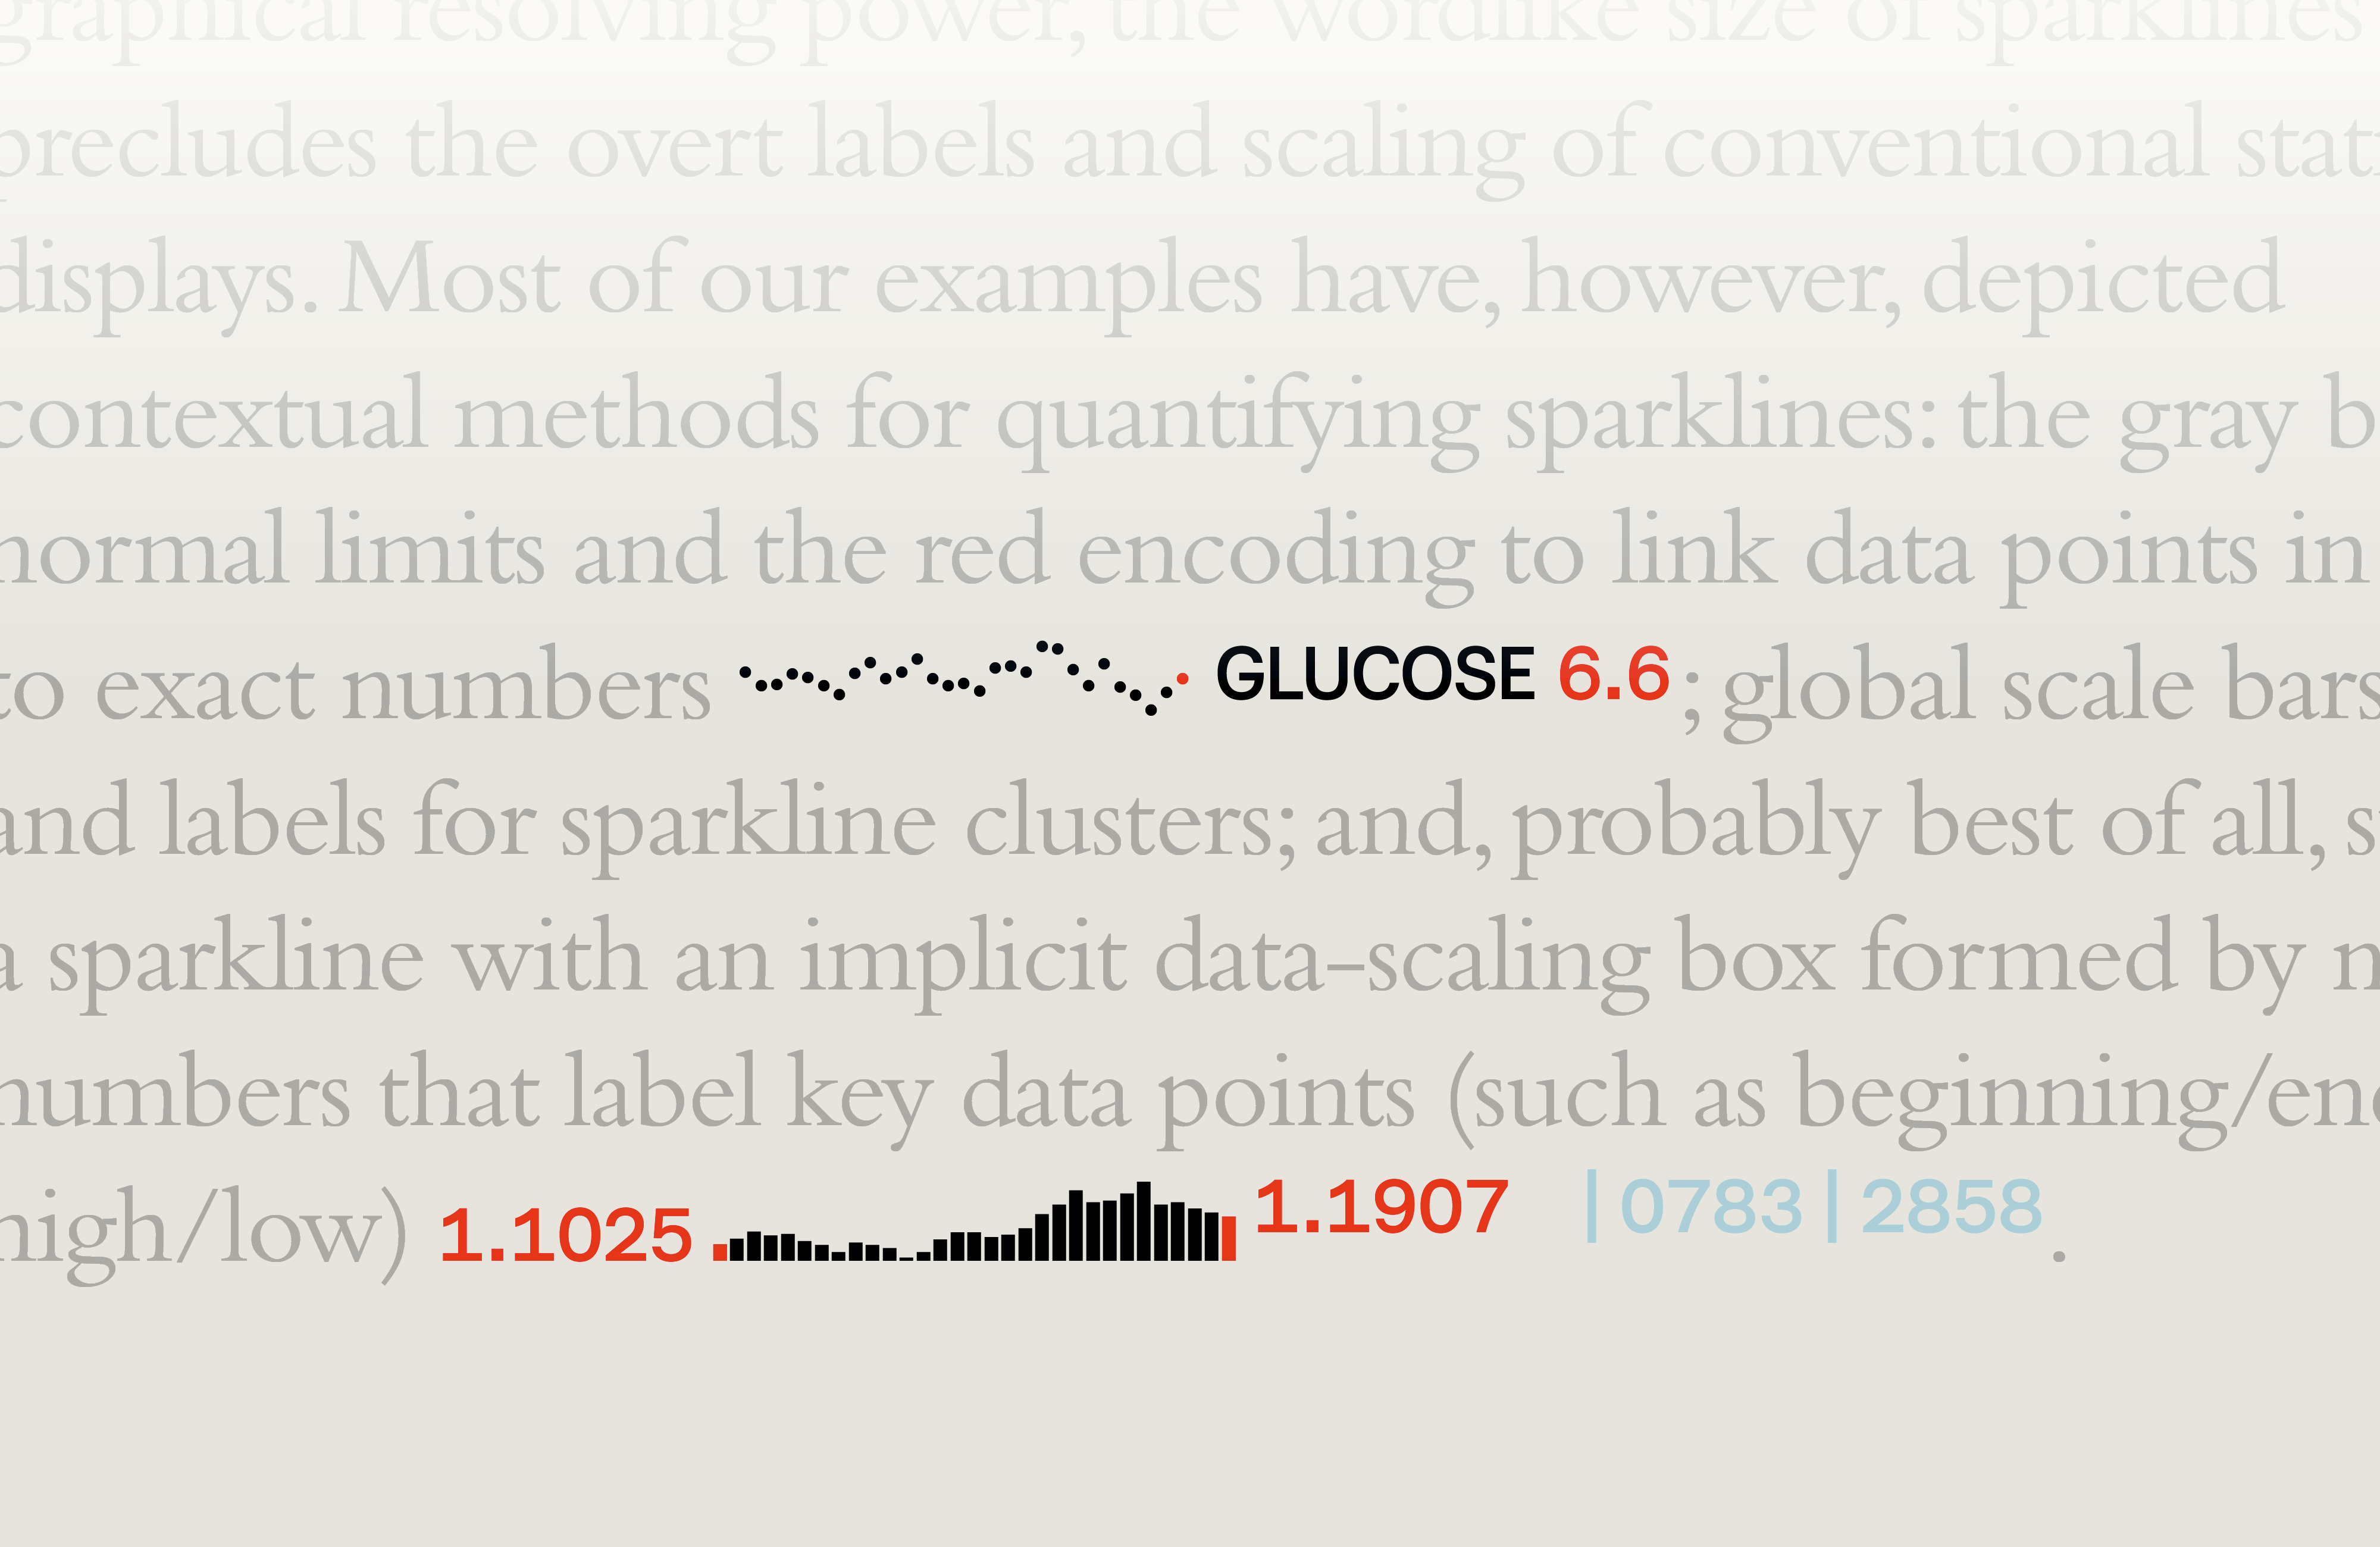 graphical resolving power, the wordlike size of sparklines
precludes the overt labels and scaling of conventional stat
displays. Most of our examples have, however, depicted
contextual methods for quantifying sparklines: the gray b
normal limits and the red encoding to link data points in
to exact numbers GLUCOSE 6.6 ; global scale bars
and labels for sparkline clusters; and, probably best of all, s
a sparkline with an implicit data–scaling box formed by n
numbers that label key data points (such as beginning/end
high/low) 1.1025 1.1907 |0783|2858 .